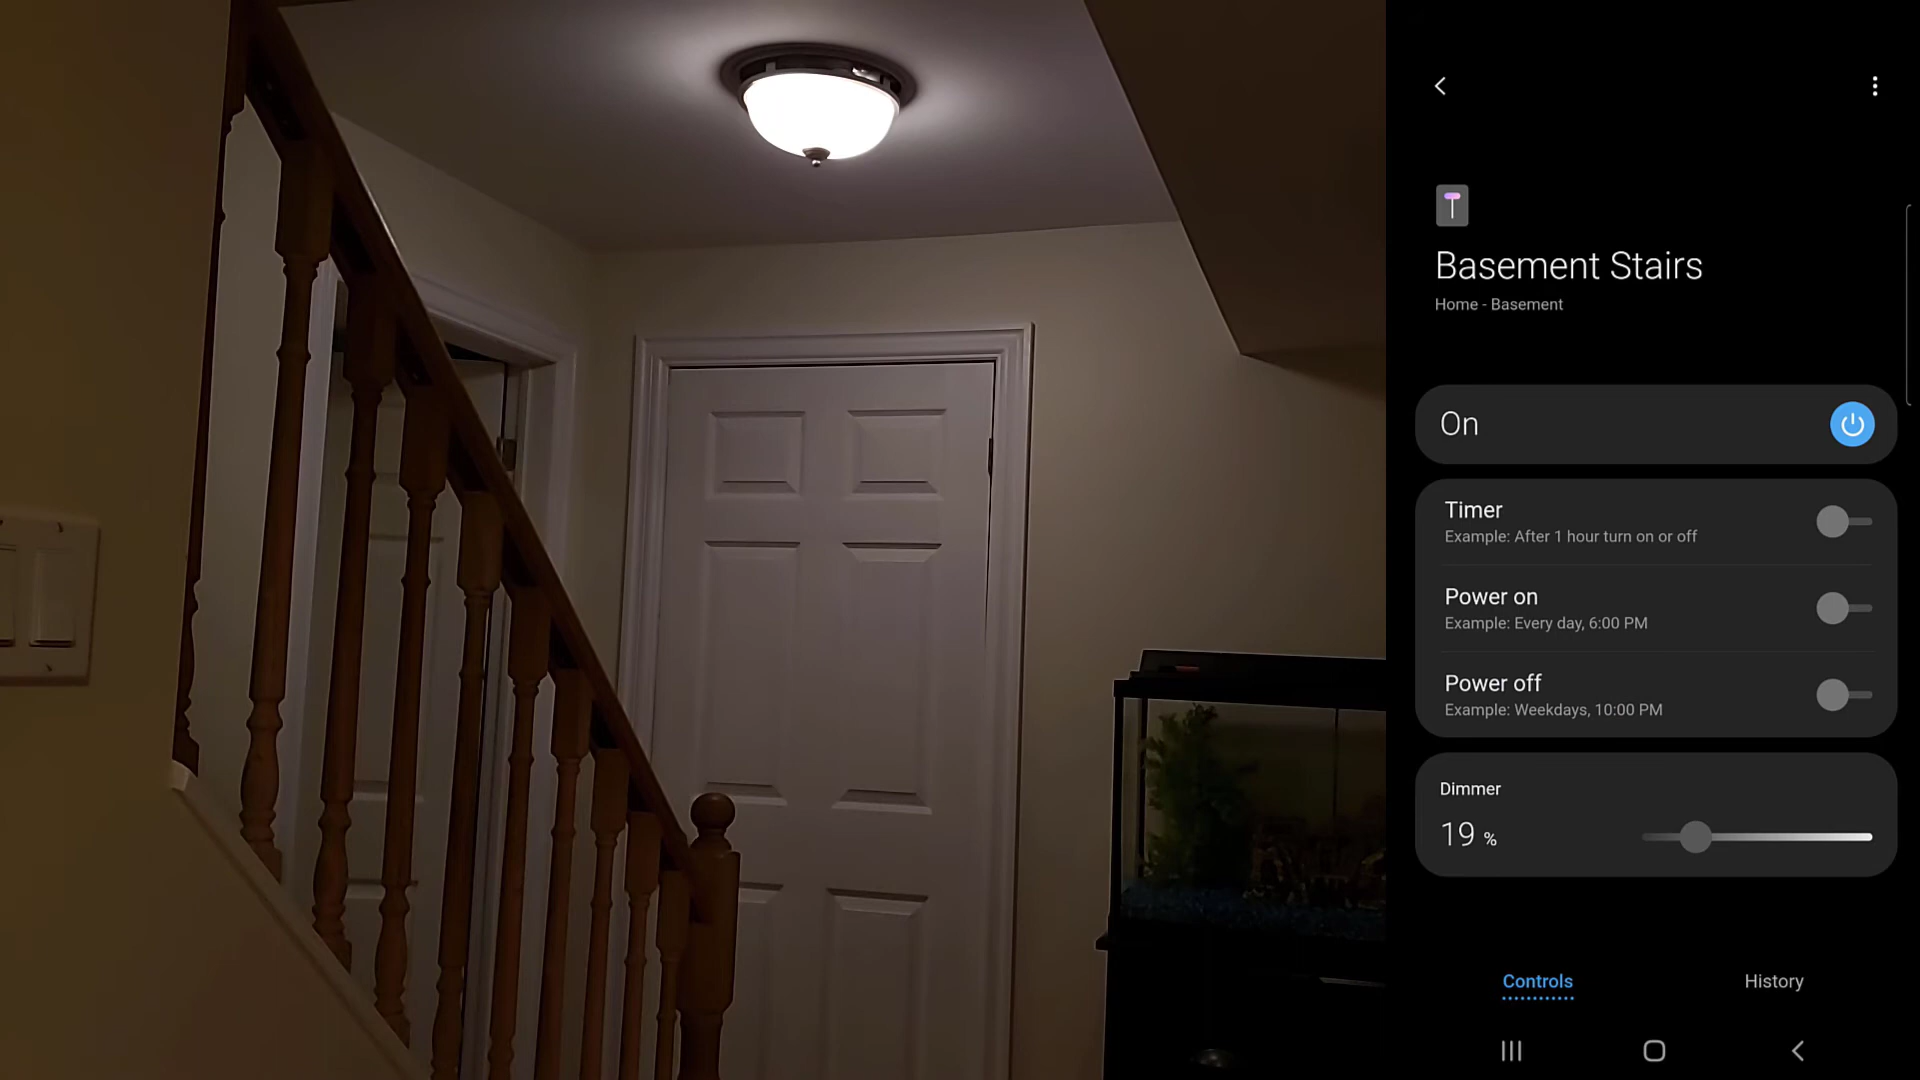 Basement Stairs
Home - Basement
On
Timer
Example: After 1 hour turn on or off
Power on
Example: Every day, 6:00 PM
Power off
Example: Weekdays, 10:00 PM
Dimmer
19 %
Controls
History